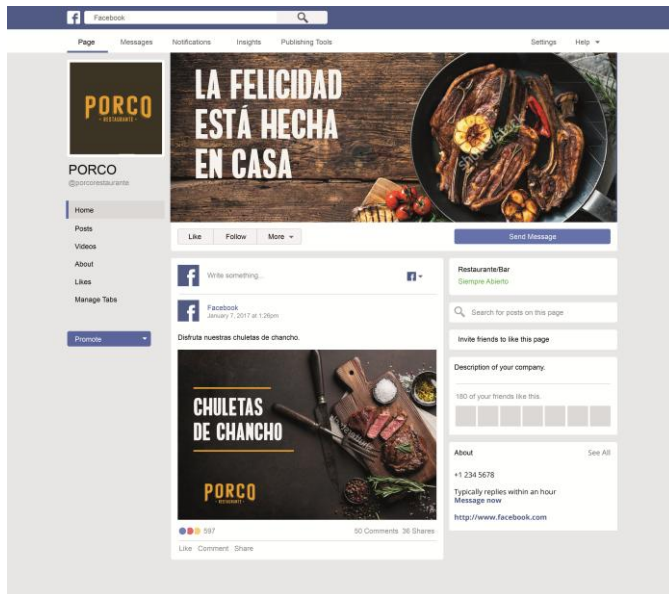 f Facebook
Page Messages Notifications Insights Publishing Tools Settings Help
PORCO
• RESTAURANTE •
LA FELICIDAD
ESTÁ HECHA
EN CASA
shutterstock
PORCO
@porcorestaurante
Home
Posts
Videos
About
Likes
Manage Tabs
Promote
Like Follow More
Send Message
f Write something... f
f Facebook
January 7, 2017 at 1:26pm
Disfruta nuestras chuletas de chancho.
CHULETAS
DE CHANCHO
PORCO
• RESTAURANTE •
597 50 Comments 36 Shares
Like Comment Share
Restaurante/Bar
Siempre Abierto
Search for posts on this page
Invite friends to like this page
Description of your company.
180 of your friends like this.
About See All
+1 234 5678
Typically replies within an hour
Message now
http://www.facebook.com